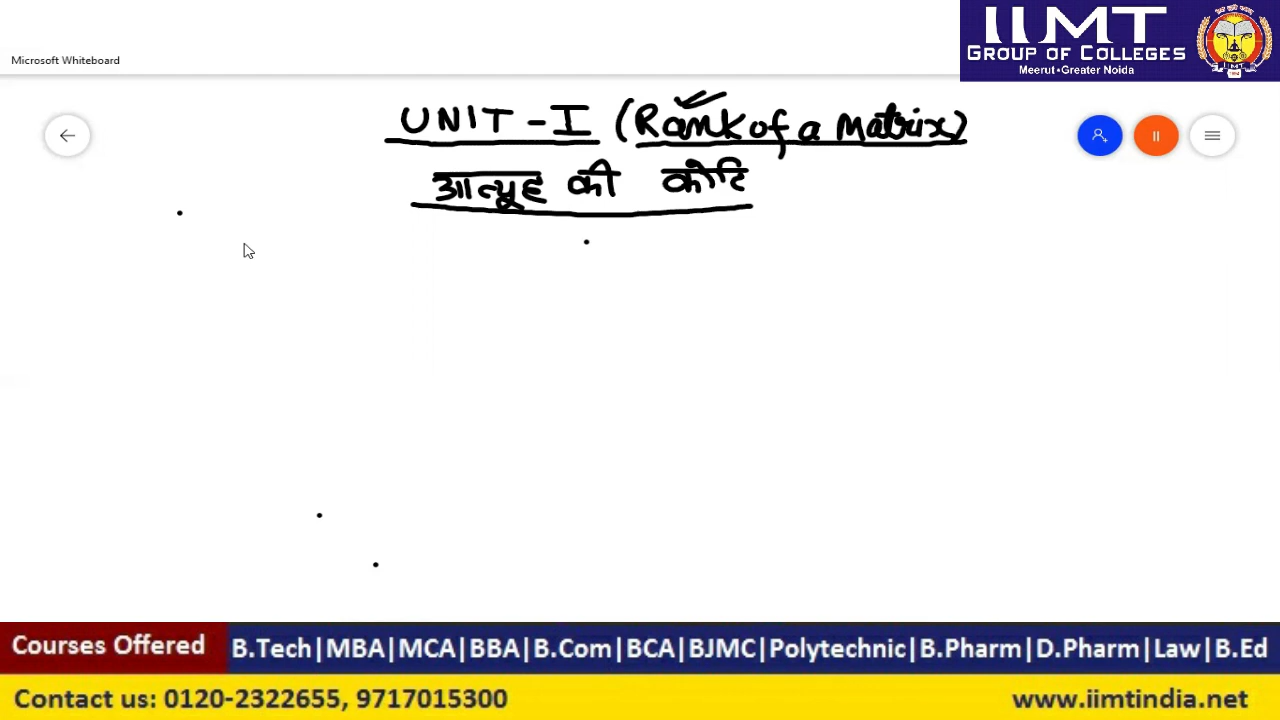 IIMT
GROUP OF COLLEGES
Meerut•Greater Noida
Microsoft Whiteboard
UNIT-I (Rank of a Matrix)
आव्यूह की कोटि
Courses Offered
B.Tech|MBA|MCA|BBA|B.Com|BCA|BJMC|Polytechnic|B.Pharm|D.Pharm|Law|B.Ed
Contact us: 0120-2322655, 9717015300
www.iimtindia.net